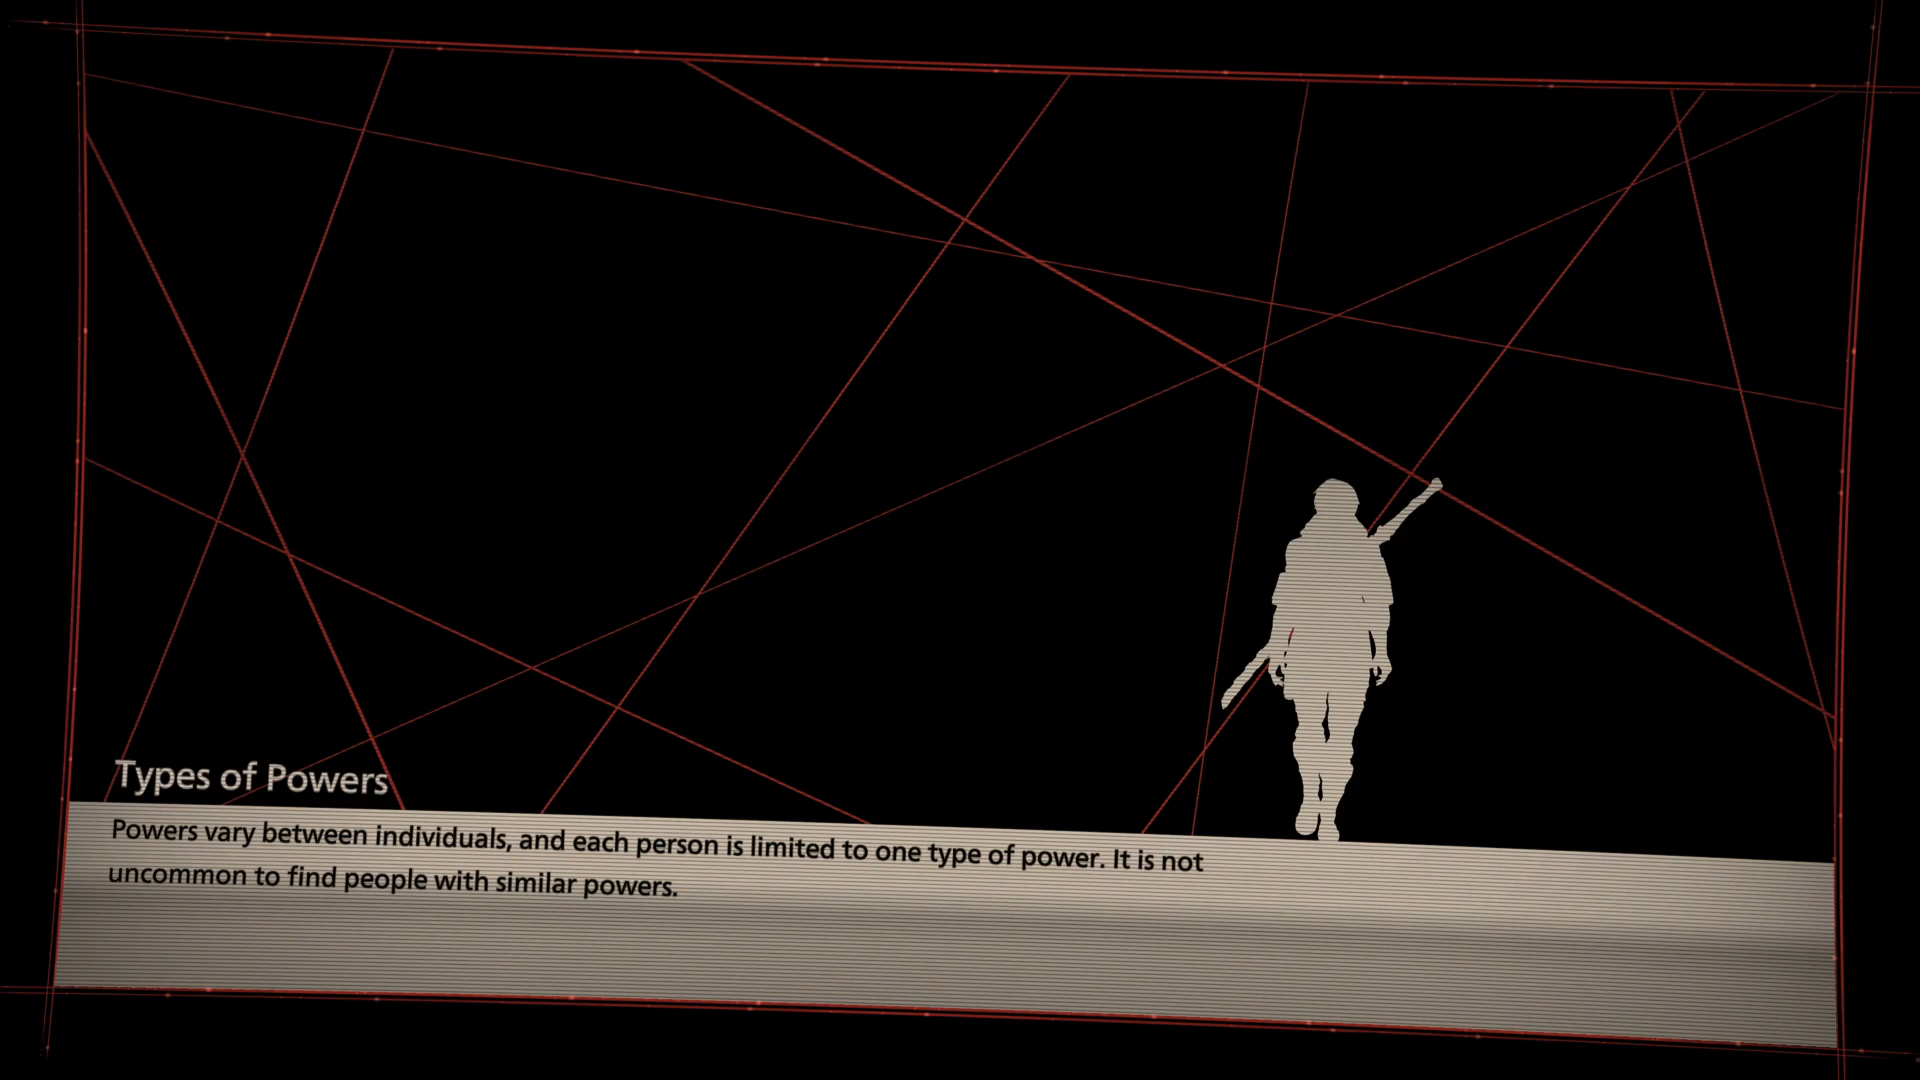 Types of Powers
Powers vary between individuals, and each person is limited to one type of power. It is not
uncommon to find people with similar powers.